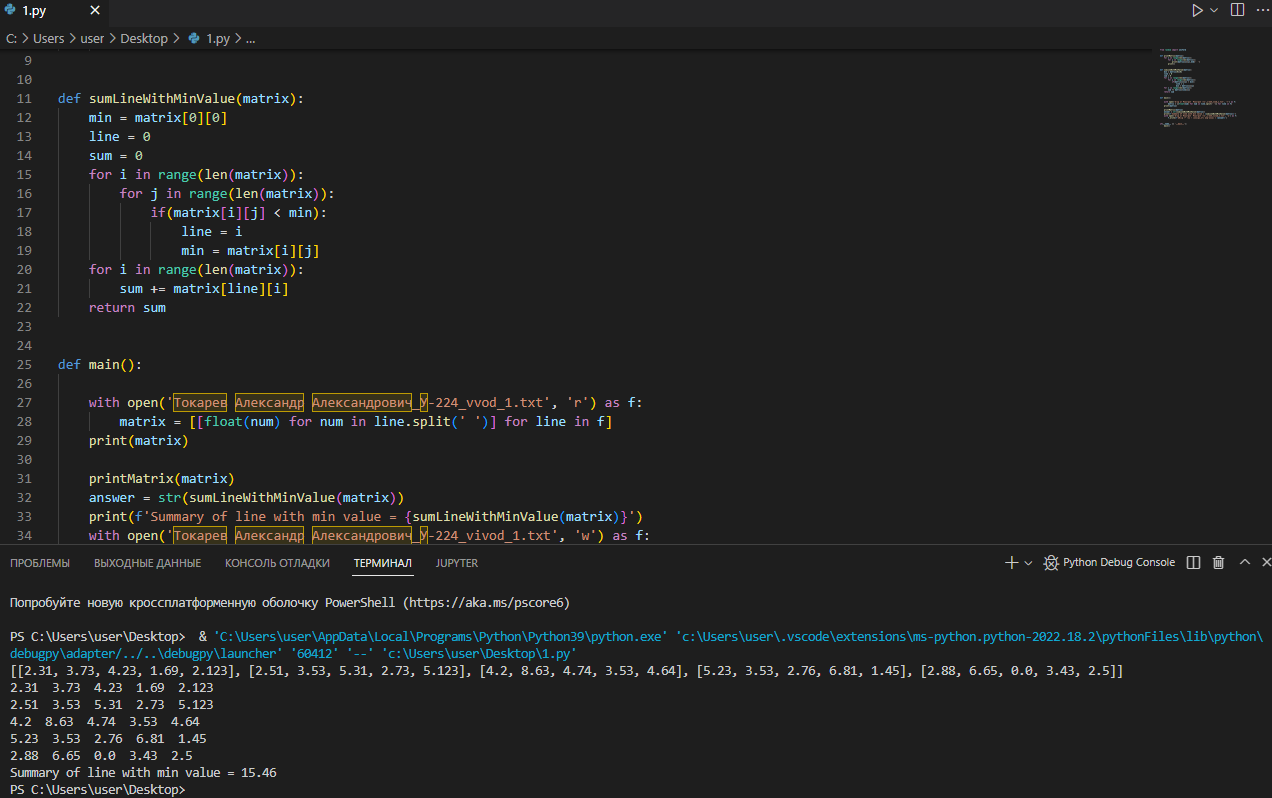 1.py
C: > Users > user > Desktop > 1.py > ...
9
10
11 def sumLineWithMinValue(matrix):
12 min = matrix[0][0]
13 line = 0
14 sum = 0
15 for i in range(len(matrix)):
16 for j in range(len(matrix)):
17 if(matrix[i][j] < min):
18 line = i
19 min = matrix[i][j]
20 for i in range(len(matrix)):
21 sum += matrix[line][i]
22 return sum
23
24
25 def main():
26
27 with open('Токарев Александр Александрович_У-224_vvod_1.txt', 'r') as f:
28 matrix = [[float(num) for num in line.split(' ')] for line in f]
29 print(matrix)
30
31 printMatrix(matrix)
32 answer = str(sumLineWithMinValue(matrix))
33 print(f'Summary of line with min value = {sumLineWithMinValue(matrix)}')
34 with open('Токарев Александр Александрович_У-224_vivod_1.txt', 'w') as f:
ПРОБЛЕМЫ ВЫХОДНЫЕ ДАННЫЕ КОНСОЛЬ ОТЛАДКИ ТЕРМИНАЛ JUPYTER Python Debug Console
Попробуйте новую кроссплатформенную оболочку PowerShell (https://aka.ms/pscore6)
PS C:\Users\user\Desktop> & 'C:\Users\user\AppData\Local\Programs\Python\Python39\python.exe' 'c:\Users\user\.vscode\extensions\ms-python.python-2022.18.2\pythonFiles\lib\python\
debugpy\adapter/../..\debugpy\launcher' '60412' '--' 'c:\Users\user\Desktop\1.py'
[[2.31, 3.73, 4.23, 1.69, 2.123], [2.51, 3.53, 5.31, 2.73, 5.123], [4.2, 8.63, 4.74, 3.53, 4.64], [5.23, 3.53, 2.76, 6.81, 1.45], [2.88, 6.65, 0.0, 3.43, 2.5]]
2.31 3.73 4.23 1.69 2.123
2.51 3.53 5.31 2.73 5.123
4.2 8.63 4.74 3.53 4.64
5.23 3.53 2.76 6.81 1.45
2.88 6.65 0.0 3.43 2.5
Summary of line with min value = 15.46
PS C:\Users\user\Desktop>